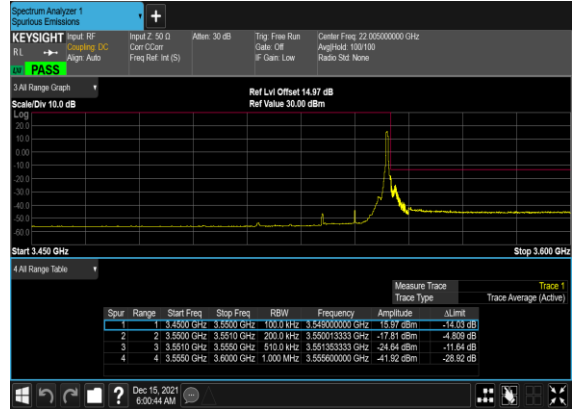 Spectrum Analyzer 1
Spurious Emissions
KEYSIGHT Input: RF Input Z: 50 Ω Atten: 30 dB Trig: Free Run Center Freq: 22.005000000 GHz
RL Coupling: DC Corr CCorr Gate: Off Avg|Hold: 100/100
Align: Auto Freq Ref: Int (S) IF Gain: Low Radio Std: None
PASS
3 All Range Graph
Ref Lvl Offset 14.97 dB
Scale/Div 10.0 dB Ref Value 30.00 dBm
Log
20.0
10.0
0.00
-10.0
-20.0
-30.0
-40.0
-50.0
-60.0
Start 3.450 GHz Stop 3.600 GHz
4 All Range Table
Measure Trace Trace 1
Trace Type Trace Average (Active)
Spur Range Start Freq Stop Freq RBW Frequency Amplitude ΔLimit
1 1 3.4500 GHz 3.5500 GHz 100.0 kHz 3.549000000 GHz 15.97 dBm -14.03 dB
2 2 3.5500 GHz 3.5510 GHz 200.0 kHz 3.550013333 GHz -17.81 dBm -4.809 dB
3 3 3.5510 GHz 3.5550 GHz 510.0 kHz 3.551353333 GHz -24.64 dBm -11.64 dB
4 4 3.5550 GHz 3.6000 GHz 1.000 MHz 3.555600000 GHz -41.92 dBm -28.92 dB
? Dec 15, 2021
6:00:44 AM